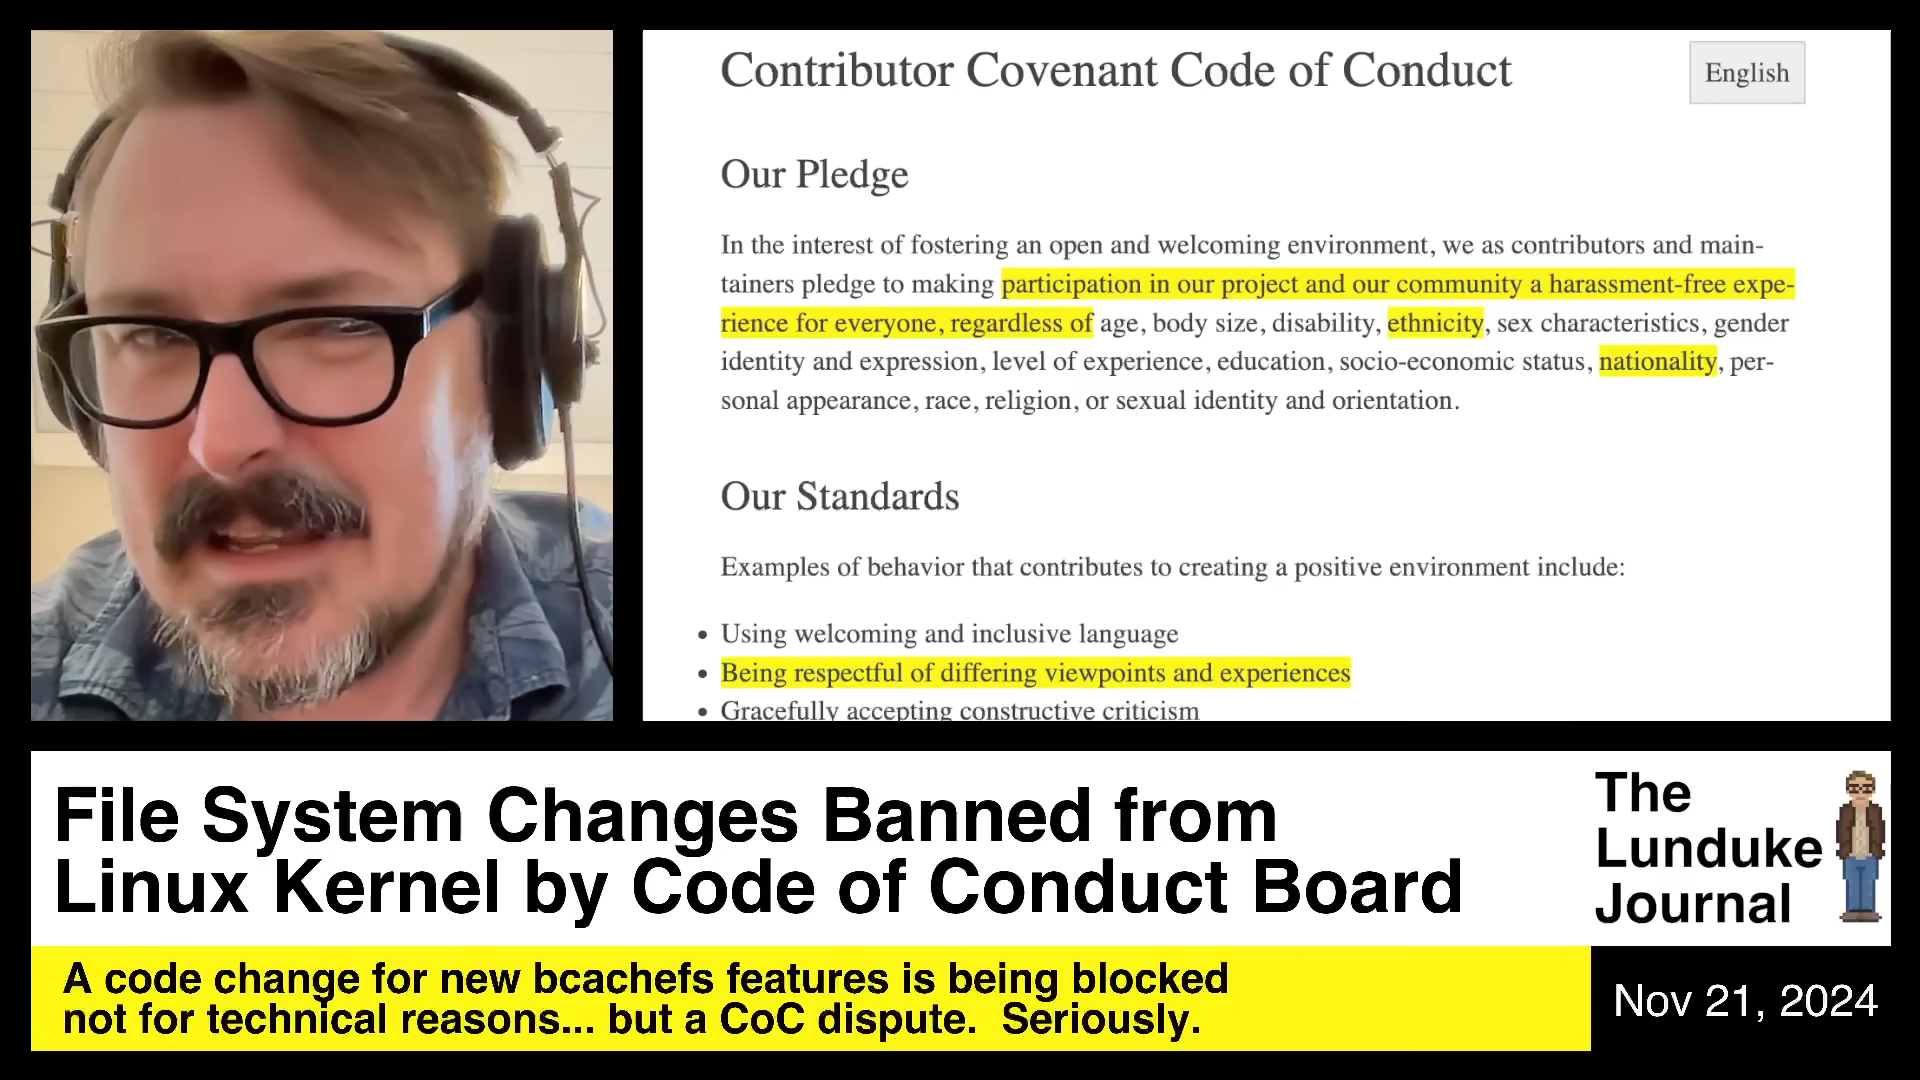 Contributor Covenant Code of Conduct
English
Our Pledge
In the interest of fostering an open and welcoming environment, we as contributors and main-
tainers pledge to making participation in our project and our community a harassment-free expe-
rience for everyone, regardless of age, body size, disability, ethnicity, sex characteristics, gender
identity and expression, level of experience, education, socio-economic status, nationality, per-
sonal appearance, race, religion, or sexual identity and orientation.
Our Standards
Examples of behavior that contributes to creating a positive environment include:
• Using welcoming and inclusive language
• Being respectful of differing viewpoints and experiences
• Gracefully accepting constructive criticism
File System Changes Banned from
Linux Kernel by Code of Conduct Board
The
Lunduke
Journal
A code change for new bcachefs features is being blocked
not for technical reasons... but a CoC dispute.  Seriously.
Nov 21, 2024